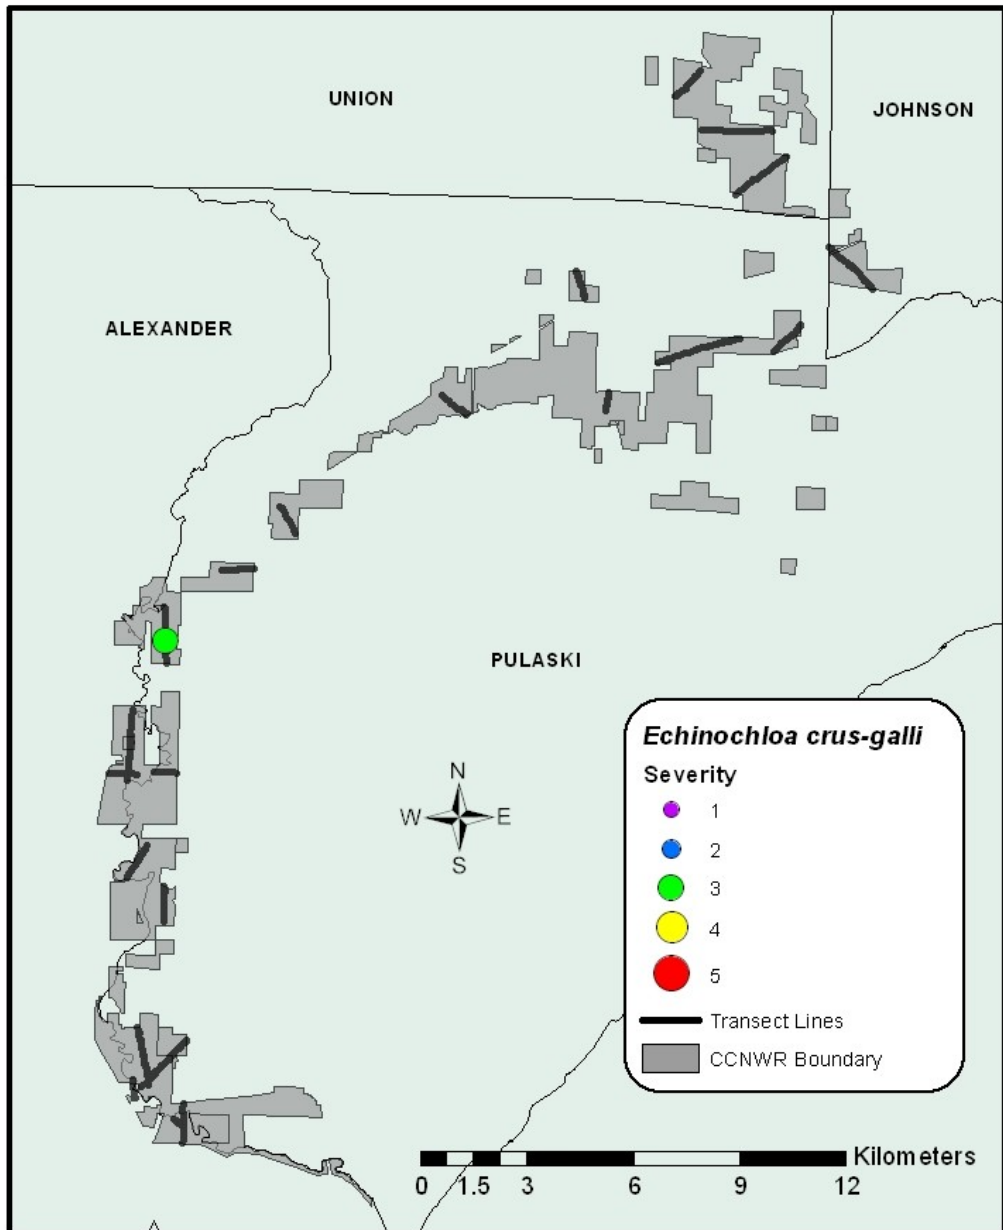 UNION
JOHNSON
ALEXANDER
PULASKI
N
W E
S
Echinochloa crus-galli
Severity
1
2
3
4
5
Transect Lines
CCNWR Boundary
Kilometers
0 1.5 3 6 9 12